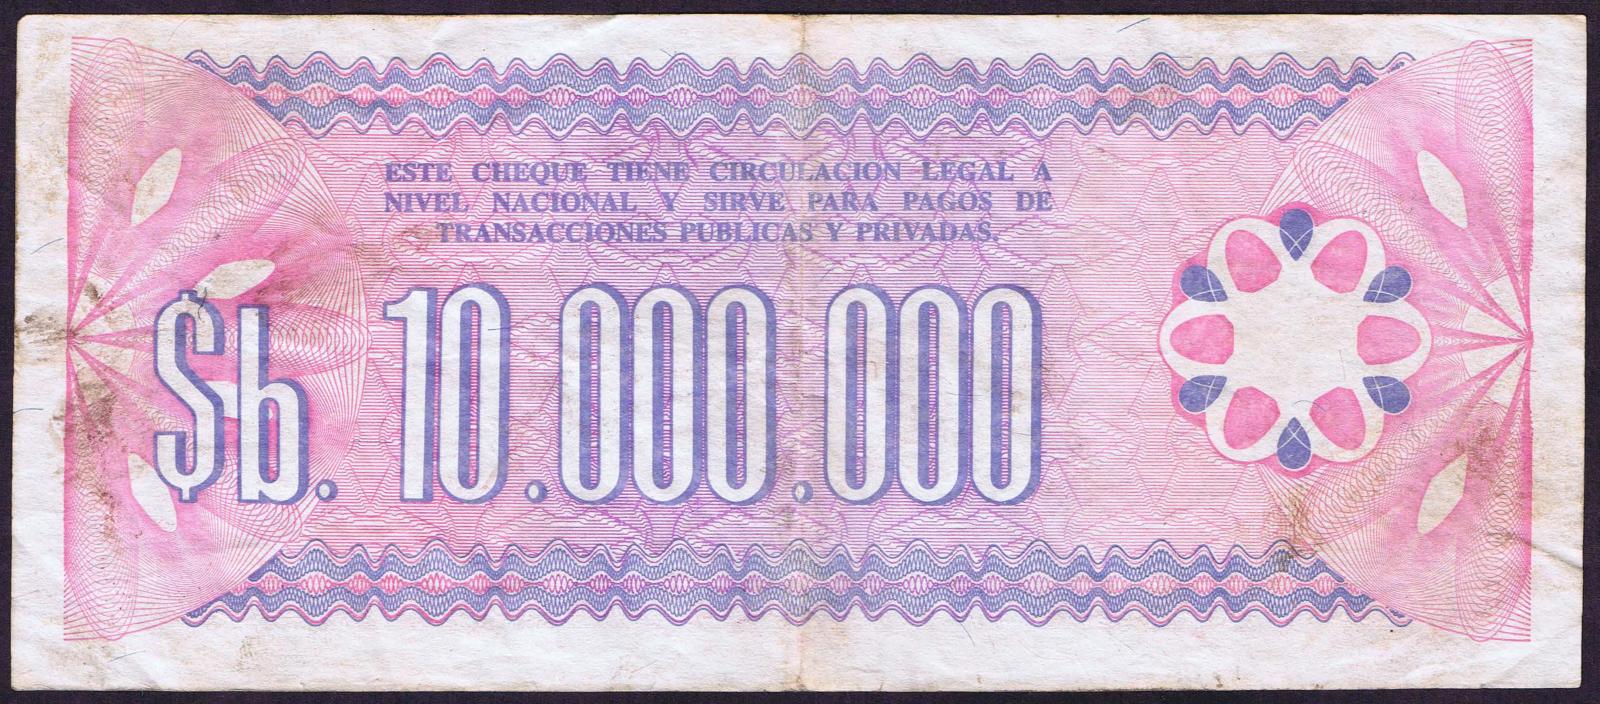 ESTE CHEQUE TIENE CIRCULACION LEGAL A
NIVEL NACIONAL Y SIRVE PARA PAGOS DE
TRANSACCIONES PUBLICAS Y PRIVADAS.
$b. 10.000.000